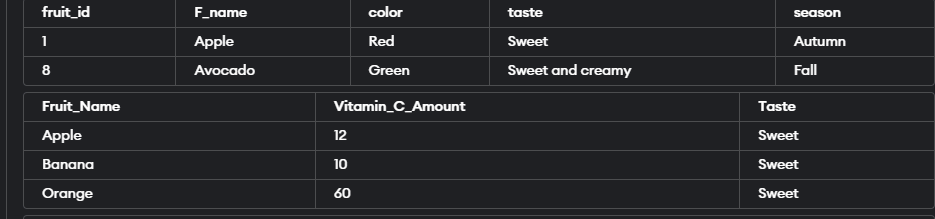 fruit_id F_name color taste season
1 Apple Red Sweet Autumn
8 Avocado Green Sweet and creamy Fall
Fruit_Name Vitamin_C_Amount Taste
Apple 12 Sweet
Banana 10 Sweet
Orange 60 Sweet